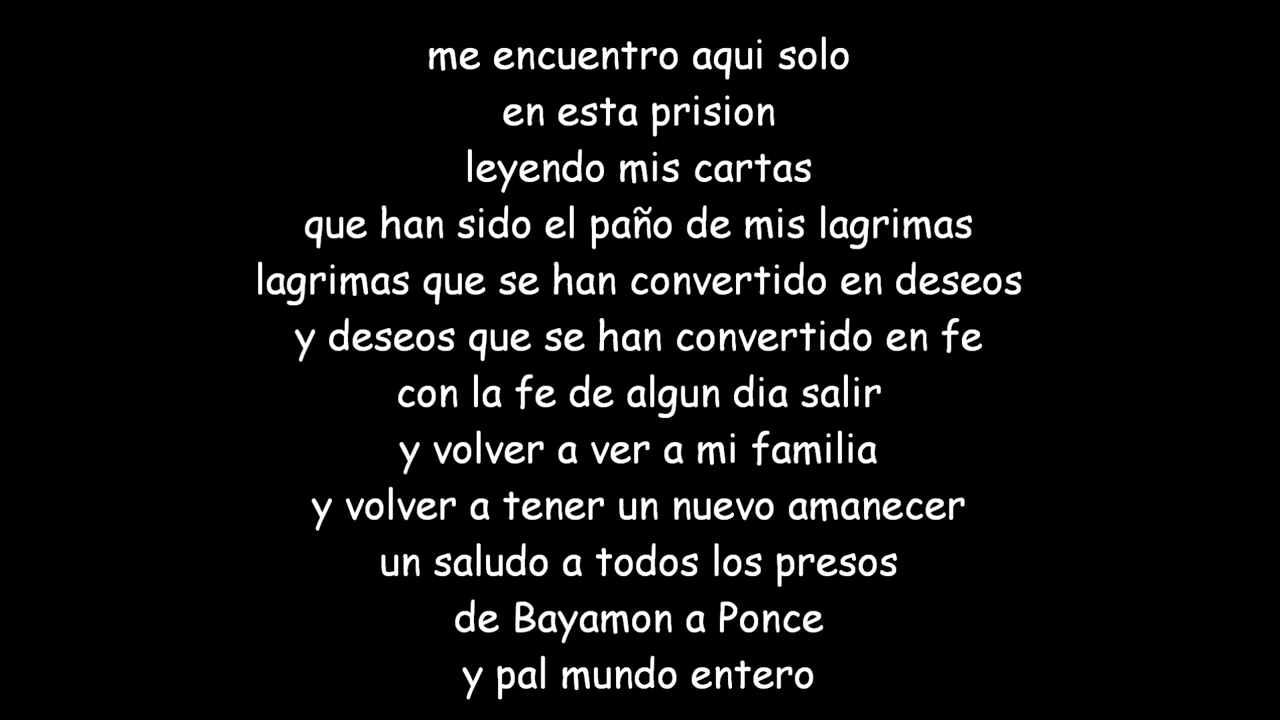 me encuentro aqui solo
en esta prision
leyendo mis cartas
que han sido el paño de mis lagrimas
lagrimas que se han convertido en deseos
y deseos que se han convertido en fe
con la fe de algun dia salir
y volver a ver a mi familia
y volver a tener un nuevo amanecer
un saludo a todos los presos
de Bayamon a Ponce
y pal mundo entero